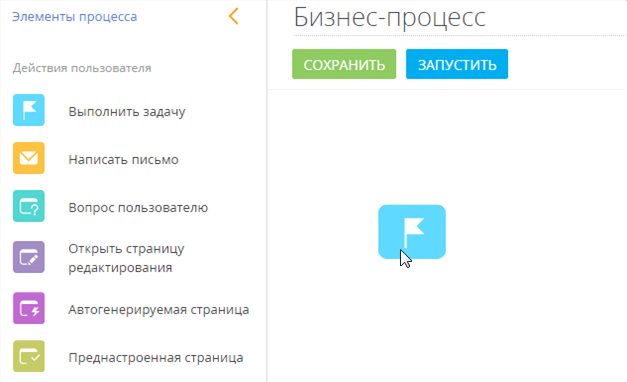 Элементы процесса
Действия пользователя
Выполнить задачу
Написать письмо
Вопрос пользователю
Открыть страницу
редактирования
Автогенерируемая страница
Преднастроенная страница
Бизнес-процесс
СОХРАНИТЬ
ЗАПУСТИТЬ